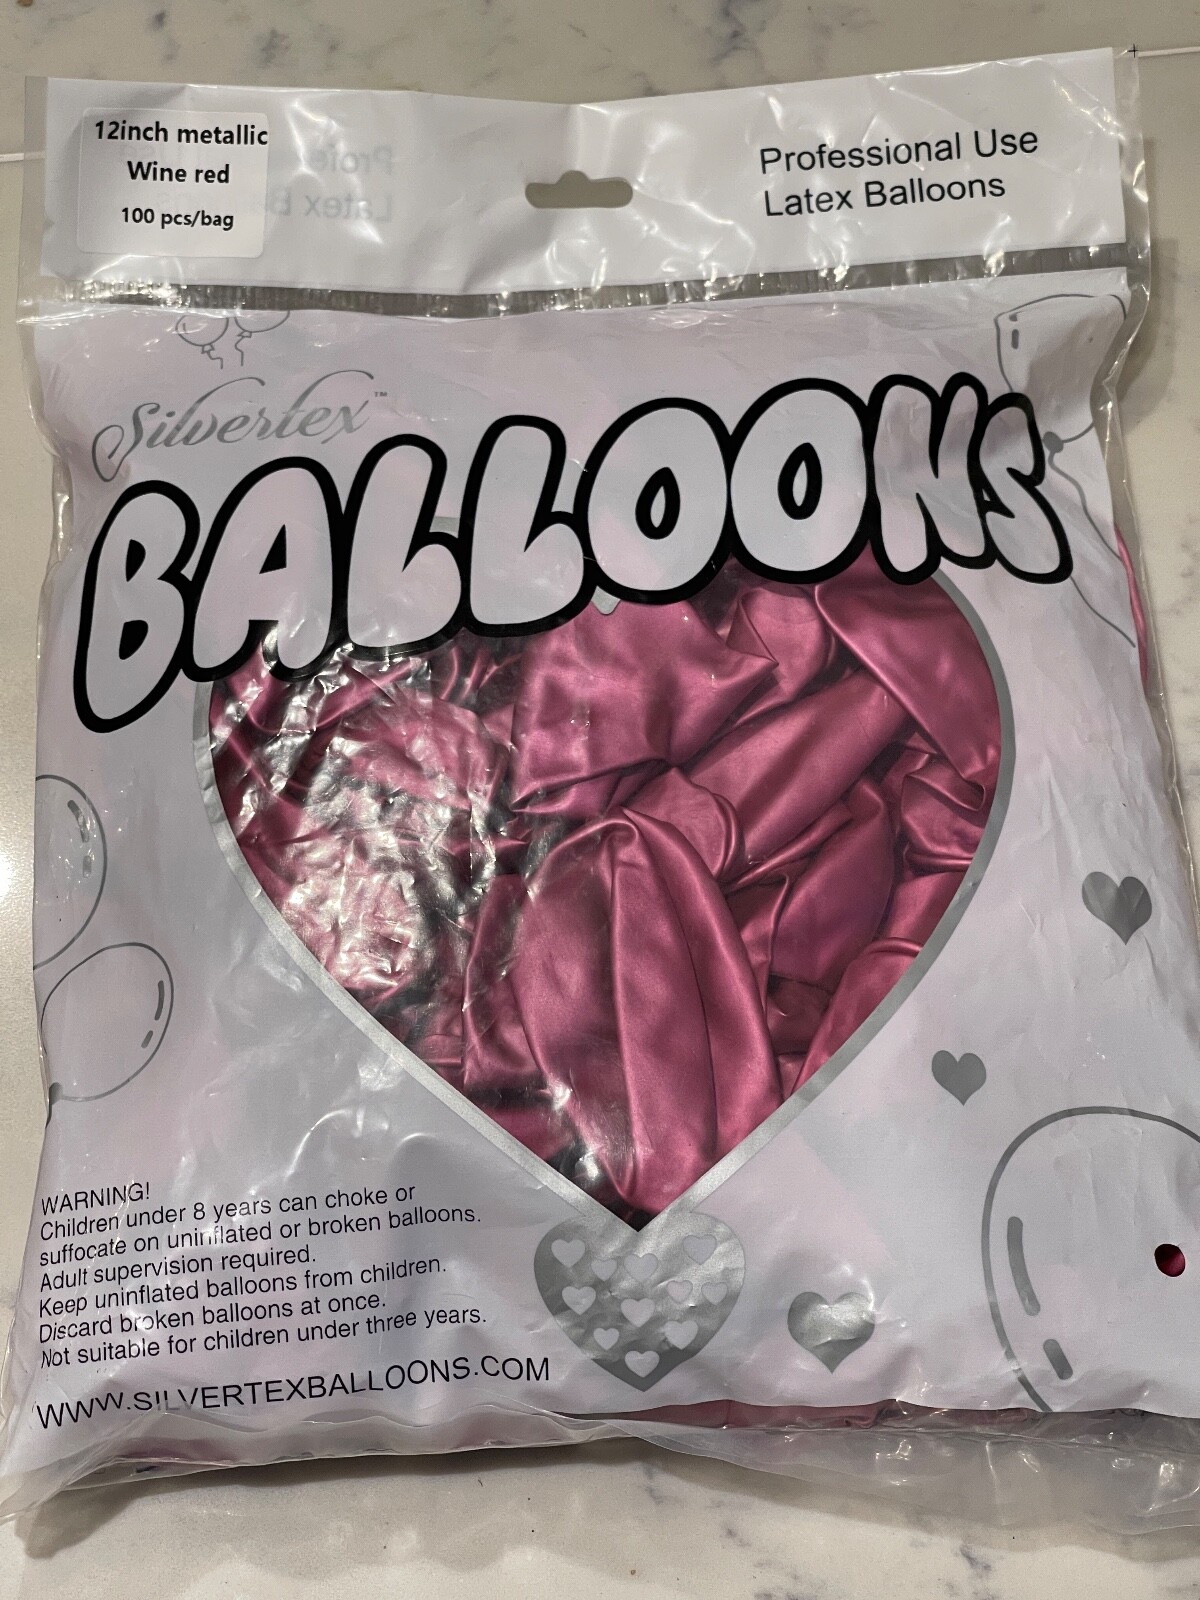 12inch metallic
Wine red
100 pcs/bag
Professional Use
Latex Balloons
Silvertex™
BALLOONS
WARNING!
Children under 8 years can choke or
suffocate on uninflated or broken balloons.
Adult supervision required.
Keep uninflated balloons from children.
Discard broken balloons at once.
Not suitable for children under three years.
WWW.SILVERTEXBALLOONS.COM